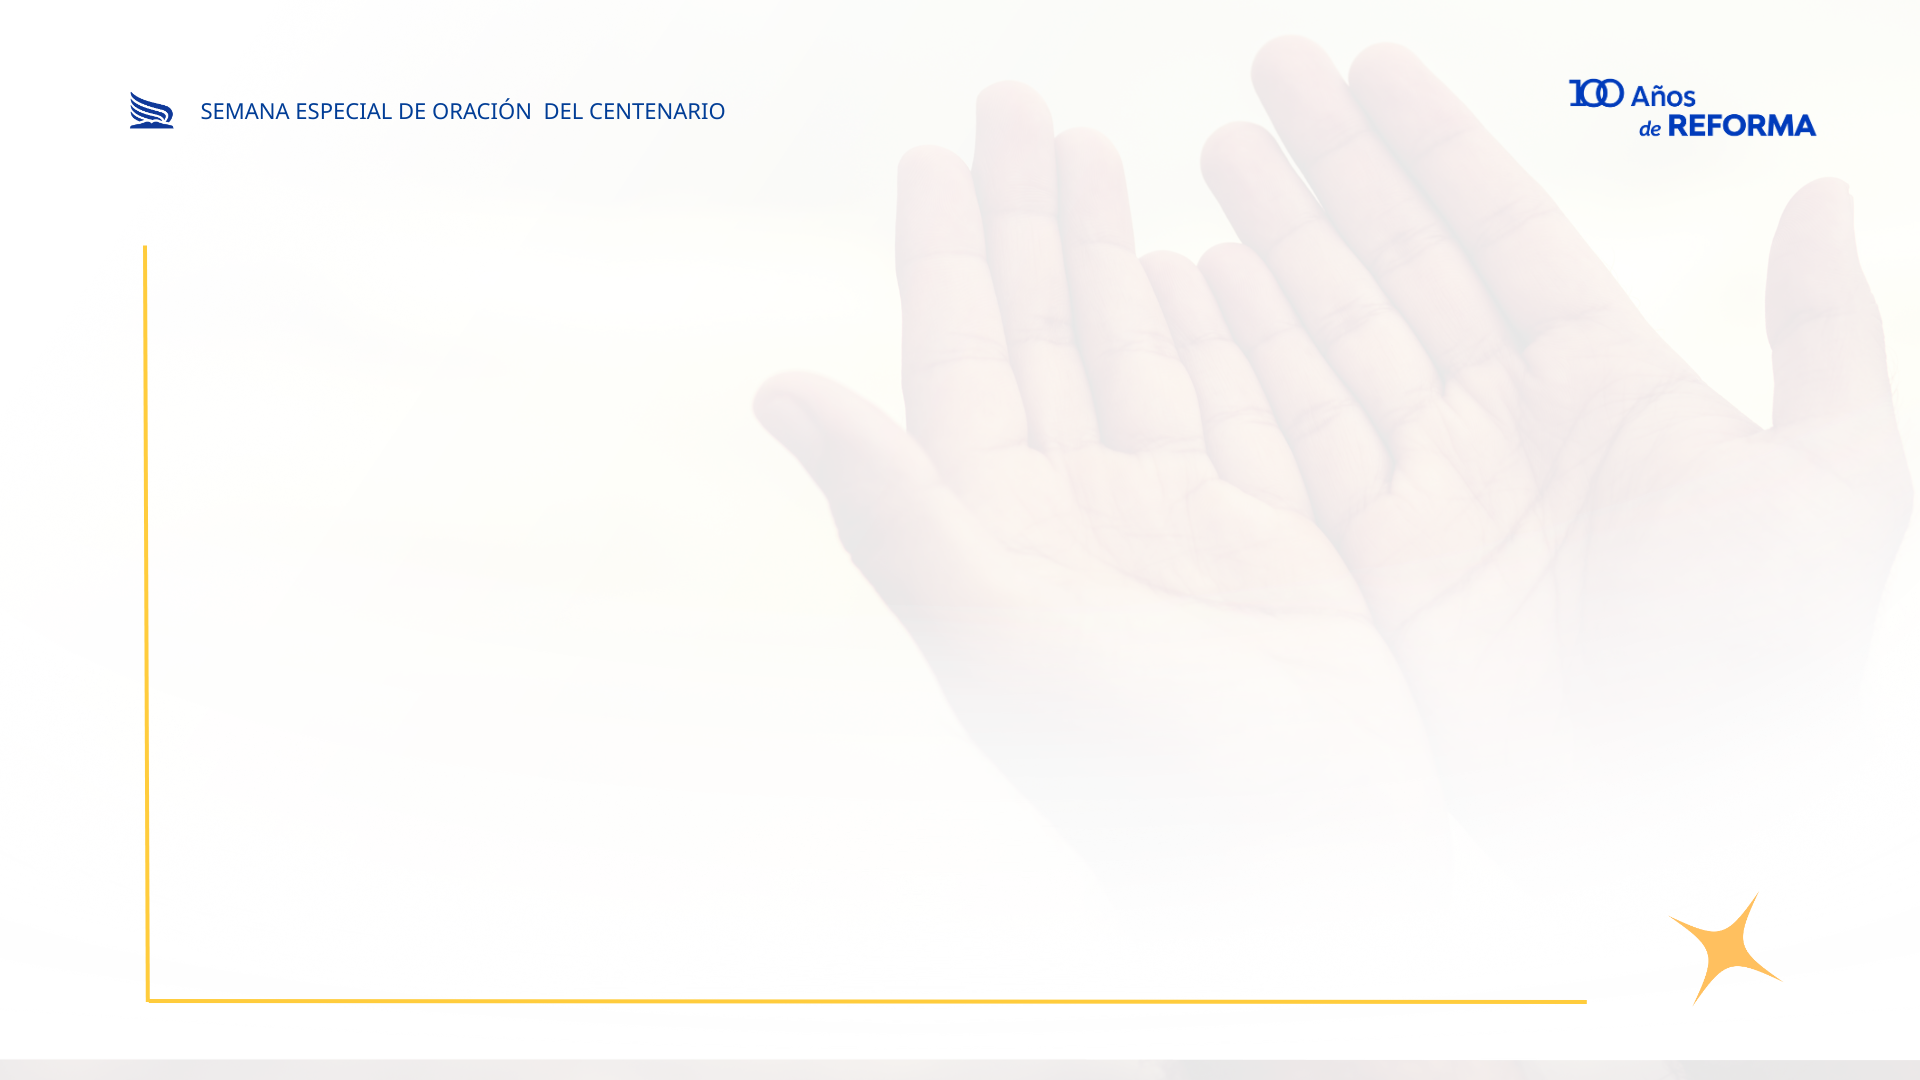 SEMANA ESPECIAL DE ORACIÓN  DEL CENTENARIO
100 Años
de REFORMA